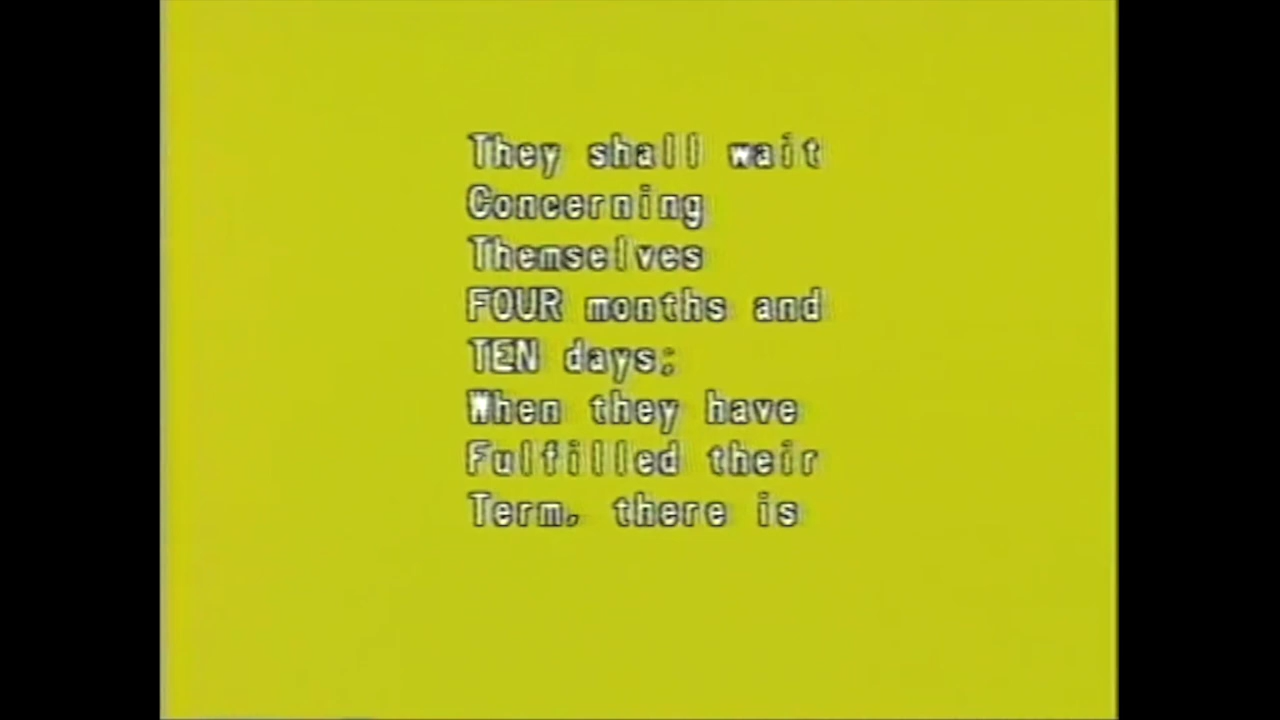 They shall wait
Concerning
Themselves
FOUR months and
TEN days;
When they have
Fulfilled their
Term, there is